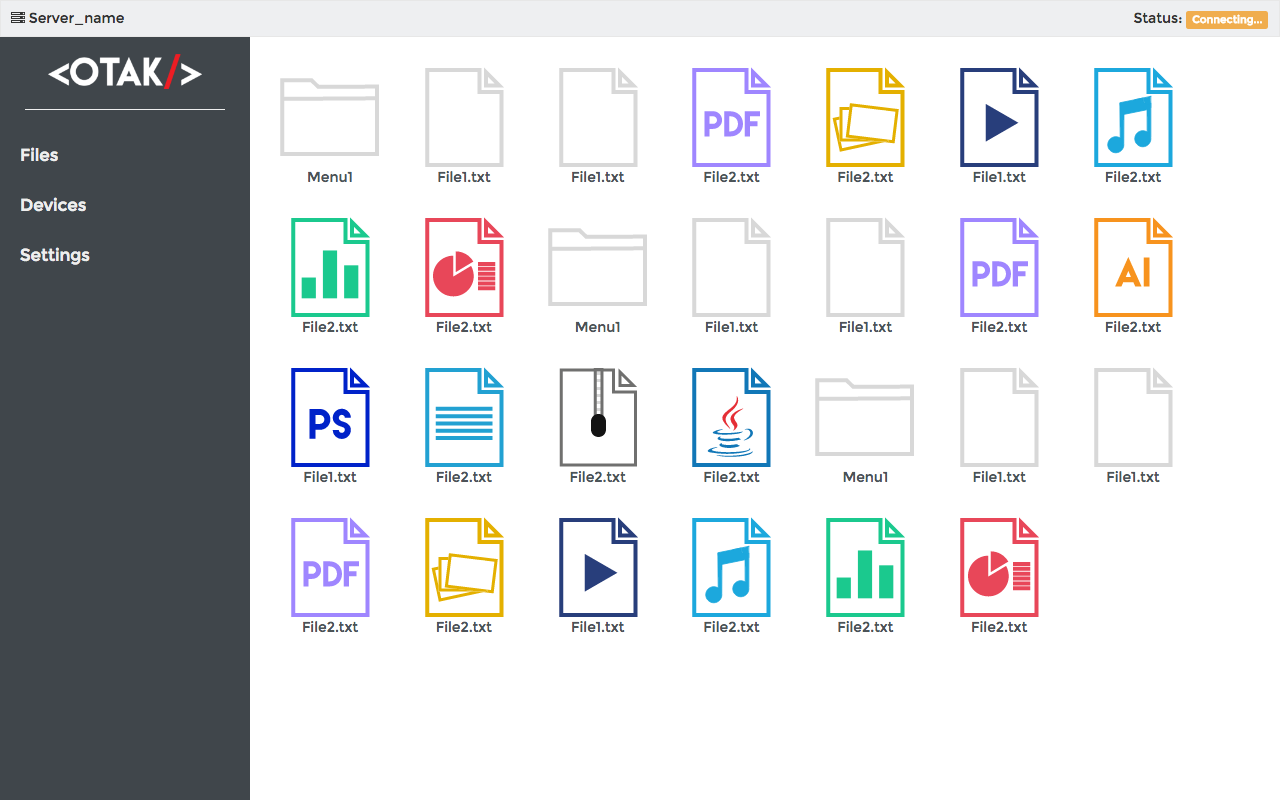 Server_name
Status: Connecting...
<OTAK/>
Files
Devices
Settings
PDF
Menu1 File1.txt File1.txt File2.txt File2.txt File1.txt File2.txt
PDF AI
File2.txt File2.txt Menu1 File1.txt File1.txt File2.txt File2.txt
PS
File1.txt File2.txt File2.txt File2.txt Menu1 File1.txt File1.txt
PDF
File2.txt File2.txt File1.txt File2.txt File2.txt File2.txt